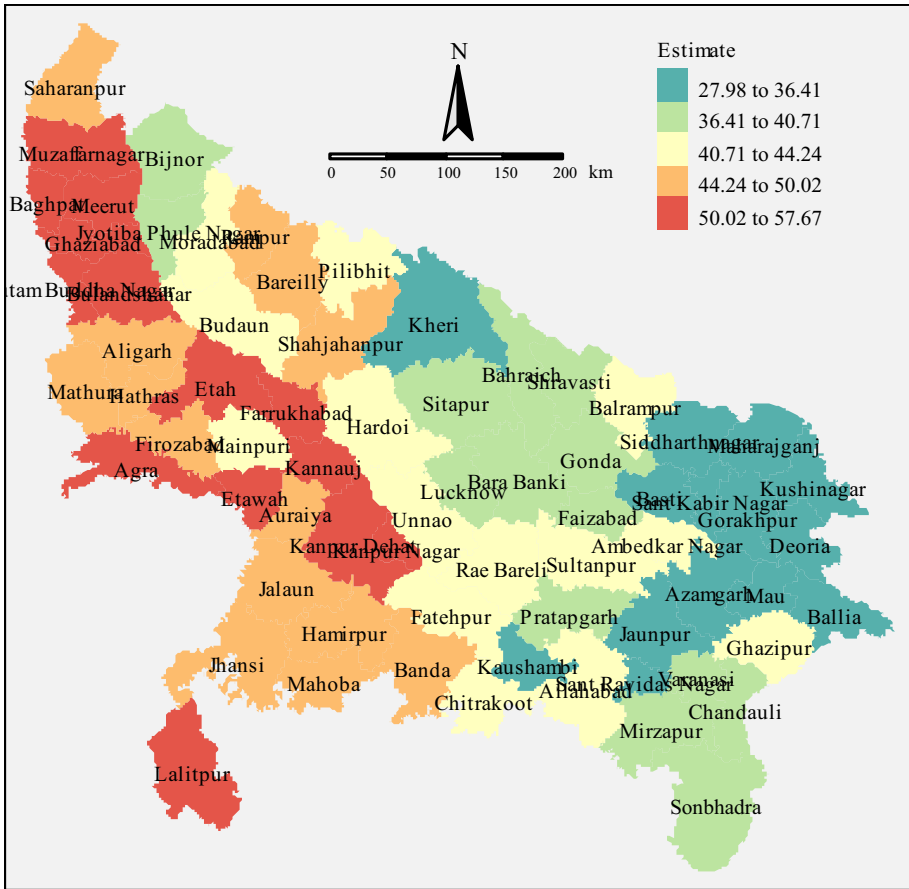 N
Estimate
27.98 to 36.41
36.41 to 40.71
40.71 to 44.24
44.24 to 50.02
50.02 to 57.67
0 50 100 150 200 km
Saharanpur
Muzaffarnagar
Bijnor
Baghpat
Meerut
Jyotiba Phule Nagar
Ghaziabad
Moradabad
Rampur
Pilibhit
Bareilly
utam Buddha Nagar
Bulandshahar
Budaun
Kheri
Shahjahanpur
Aligarh
Bahraich
Shravasti
Mathura
Hathras
Etah
Sitapur
Farrukhabad
Balrampur
Hardoi
Firozabad
Mainpuri
Siddharthnagar
Maharajganj
Agra
Kannauj
Gonda
Bara Banki
Lucknow
Etawah
Kushinagar
Basti
Sant Kabir Nagar
Auraiya
Unnao
Faizabad
Gorakhpur
Kanpur Dehat
Kanpur Nagar
Ambedkar Nagar
Deoria
Rae Bareli
Sultanpur
Jalaun
Azamgarh
Mau
Fatehpur
Pratapgarh
Ballia
Hamirpur
Jaunpur
Ghazipur
Jhansi
Banda
Kaushambi
Mahoba
Allahabad
Sant Ravidas Nagar
Varanasi
Chitrakoot
Chandauli
Mirzapur
Lalitpur
Sonbhadra